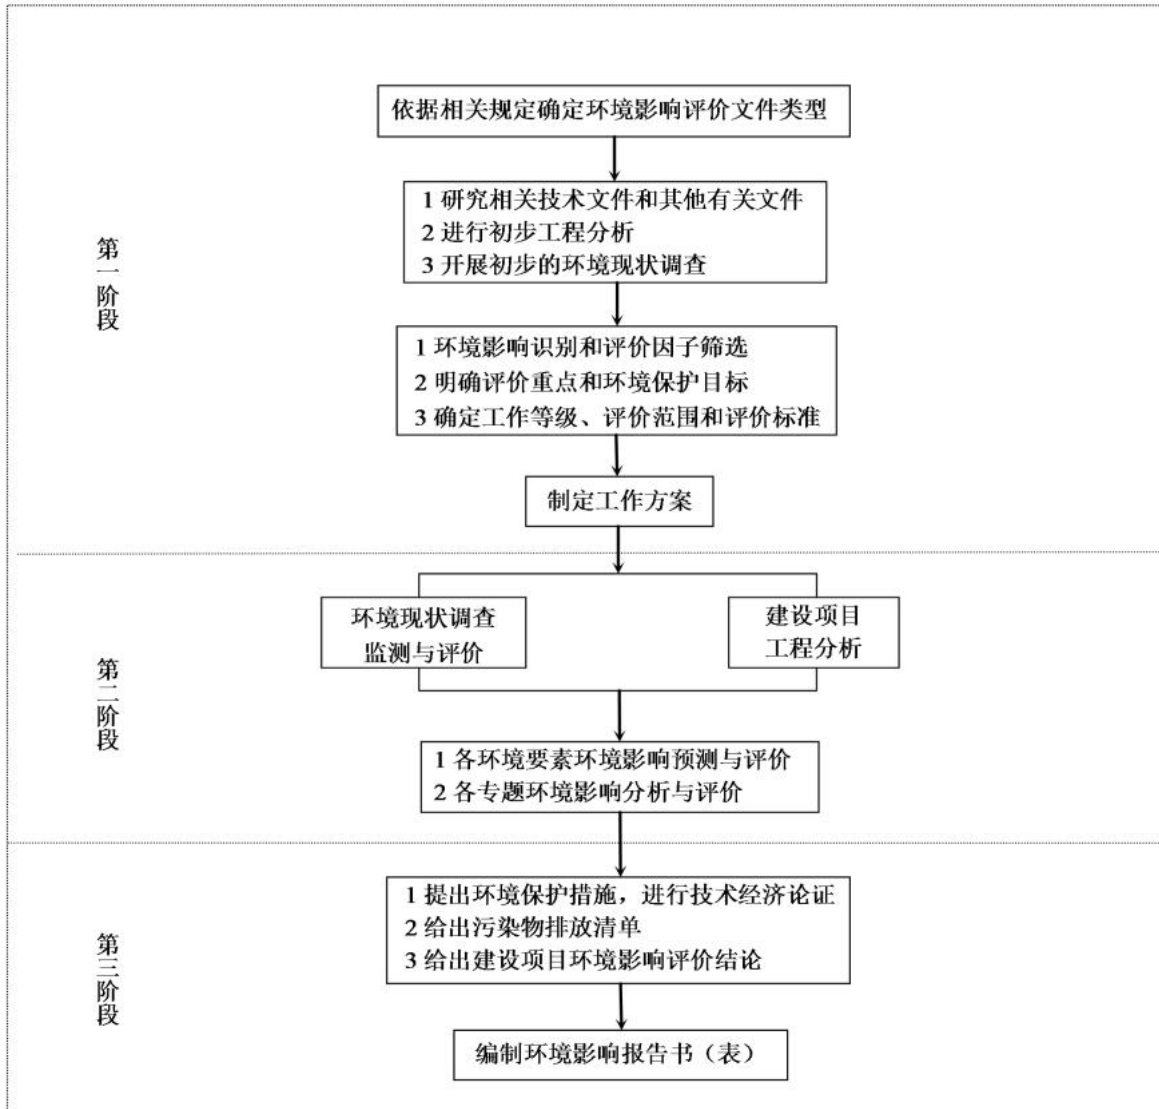 依据相关规定确定环境影响评价文件类型
1 研究相关技术文件和其他有关文件
2 进行初步工程分析
3 开展初步的环境现状调查
第一阶段
1 环境影响识别和评价因子筛选
2 明确评价重点和环境保护目标
3 确定工作等级、评价范围和评价标准
制定工作方案
环境现状调查
监测与评价
建设项目
工程分析
第二阶段
1 各环境要素环境影响预测与评价
2 各专题环境影响分析与评价
1 提出环境保护措施，进行技术经济论证
2 给出污染物排放清单
3 给出建设项目环境影响评价结论
第三阶段
编制环境影响报告书（表）